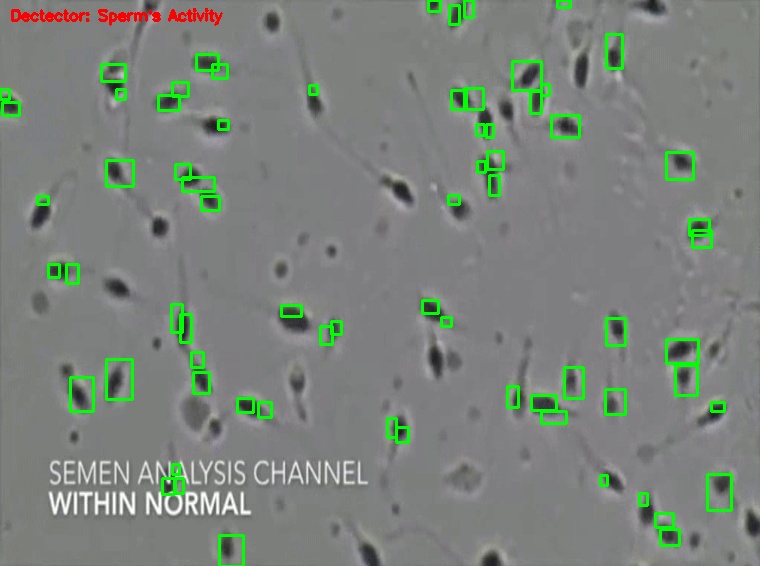 Dectector: Sperm's Activity
SEMEN ANALYSIS CHANNEL
WITHIN NORMAL